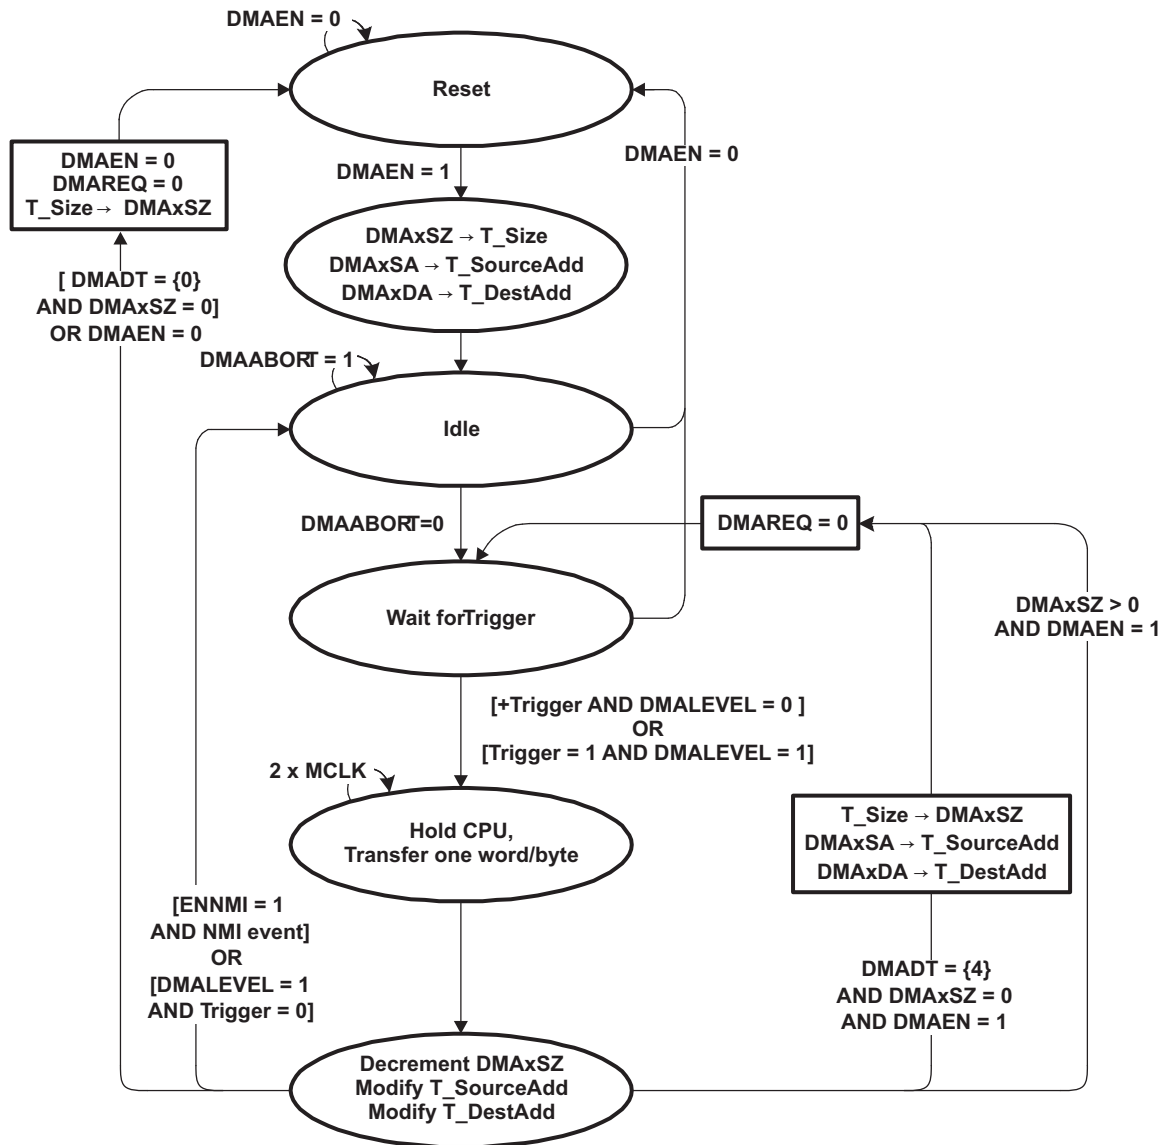 DMAEN = 0
Reset
DMAEN = 0
DMAREQ = 0
T_Size → DMAxSZ
DMAEN = 1
DMAEN = 0
DMAxSZ → T_Size
DMAxSA → T_SourceAdd
DMAxDA → T_DestAdd
[ DMADT = {0}
AND DMAxSZ = 0]
OR DMAEN = 0
DMAABORT = 1
Idle
DMAABORT=0
DMAREQ = 0
Wait forTrigger
DMAxSZ > 0
AND DMAEN = 1
[+Trigger AND DMALEVEL = 0 ]
OR
[Trigger = 1 AND DMALEVEL = 1]
2 x MCLK
Hold CPU,
Transfer one word/byte
T_Size → DMAxSZ
DMAxSA → T_SourceAdd
DMAxDA → T_DestAdd
[ENNMI = 1
AND NMI event]
OR
[DMALEVEL = 1
AND Trigger = 0]
DMADT = {4}
AND DMAxSZ = 0
AND DMAEN = 1
Decrement DMAxSZ
Modify T_SourceAdd
Modify T_DestAdd